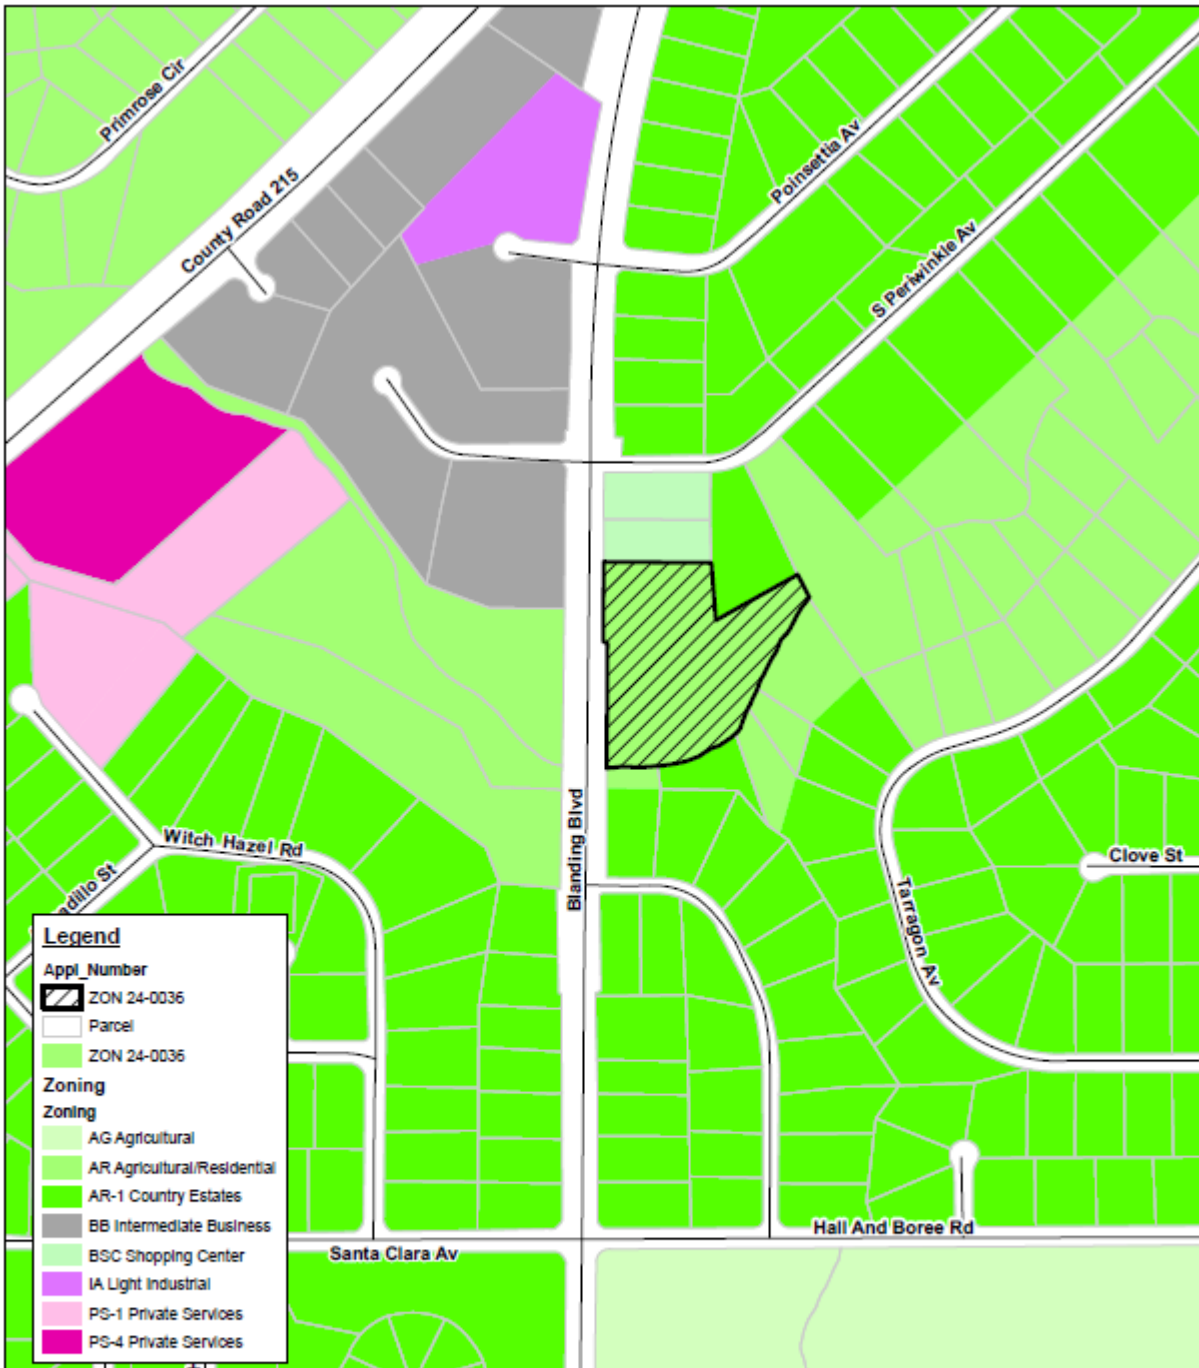 Primrose Cir
County Road 215
Poinsettia Av
S Periwinkle Av
Blanding Blvd
Witch Hazel Rd
Clove St
Tarragon Av
Hall And Boree Rd
Santa Clara Av
Legend
Appl_Number
ZON 24-0036
Parcel
ZON 24-0036
Zoning
Zoning
AG Agricultural
AR Agricultural/Residential
AR-1 Country Estates
BB Intermediate Business
BSC Shopping Center
IA Light Industrial
PS-1 Private Services
PS-4 Private Services